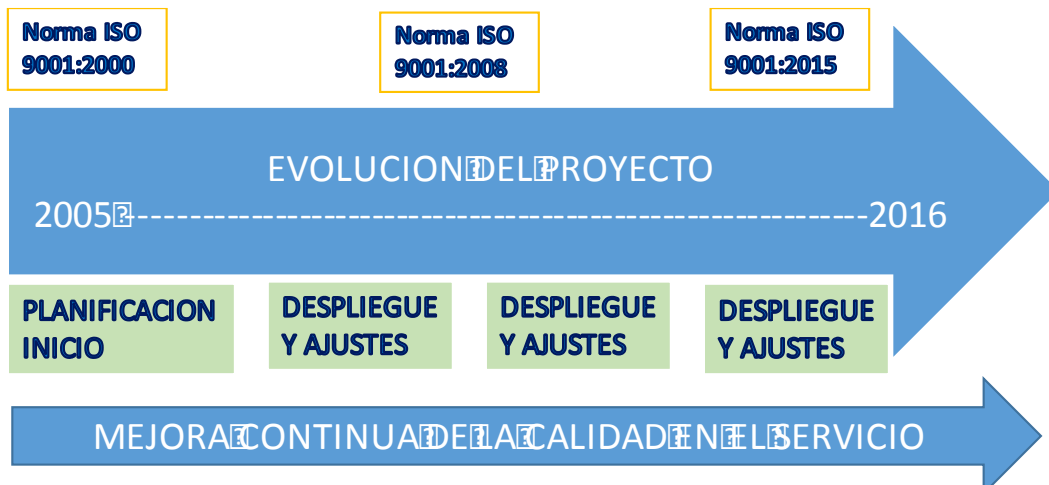 Norma ISO
9001:2000
Norma ISO
9001:2008
Norma ISO
9001:2015
EVOLUCION DEL PROYECTO
2005 -----------------------------------------------------------2016
PLANIFICACION
INICIO
DESPLIEGUE
Y AJUSTES
DESPLIEGUE
Y AJUSTES
DESPLIEGUE
Y AJUSTES
MEJORA CONTINUA DE LA CALIDAD EN EL SERVICIO